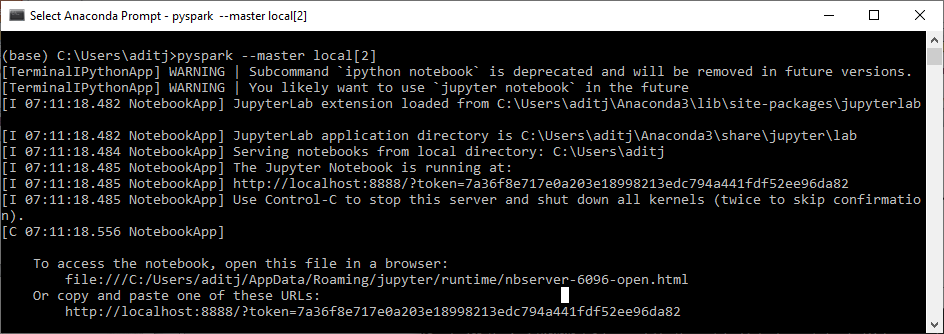 Select Anaconda Prompt - pyspark --master local[2]
(base) C:\Users\aditj>pyspark --master local[2]
[TerminalIPythonApp] WARNING | Subcommand `ipython notebook` is deprecated and will be removed in future versions.
[TerminalIPythonApp] WARNING | You likely want to use `jupyter notebook` in the future
[I 07:11:18.482 NotebookApp] JupyterLab extension loaded from C:\Users\aditj\Anaconda3\lib\site-packages\jupyterlab
[I 07:11:18.482 NotebookApp] JupyterLab application directory is C:\Users\aditj\Anaconda3\share\jupyter\lab
[I 07:11:18.484 NotebookApp] Serving notebooks from local directory: C:\Users\aditj
[I 07:11:18.485 NotebookApp] The Jupyter Notebook is running at:
[I 07:11:18.485 NotebookApp] http://localhost:8888/?token=7a36f8e717e0a203e18998213edc794a441fdf52ee96da82
[I 07:11:18.485 NotebookApp] Use Control-C to stop this server and shut down all kernels (twice to skip confirmatio
n).
[C 07:11:18.556 NotebookApp]
To access the notebook, open this file in a browser:
file:///C:/Users/aditj/AppData/Roaming/jupyter/runtime/nbserver-6096-open.html
Or copy and paste one of these URLs:
http://localhost:8888/?token=7a36f8e717e0a203e18998213edc794a441fdf52ee96da82